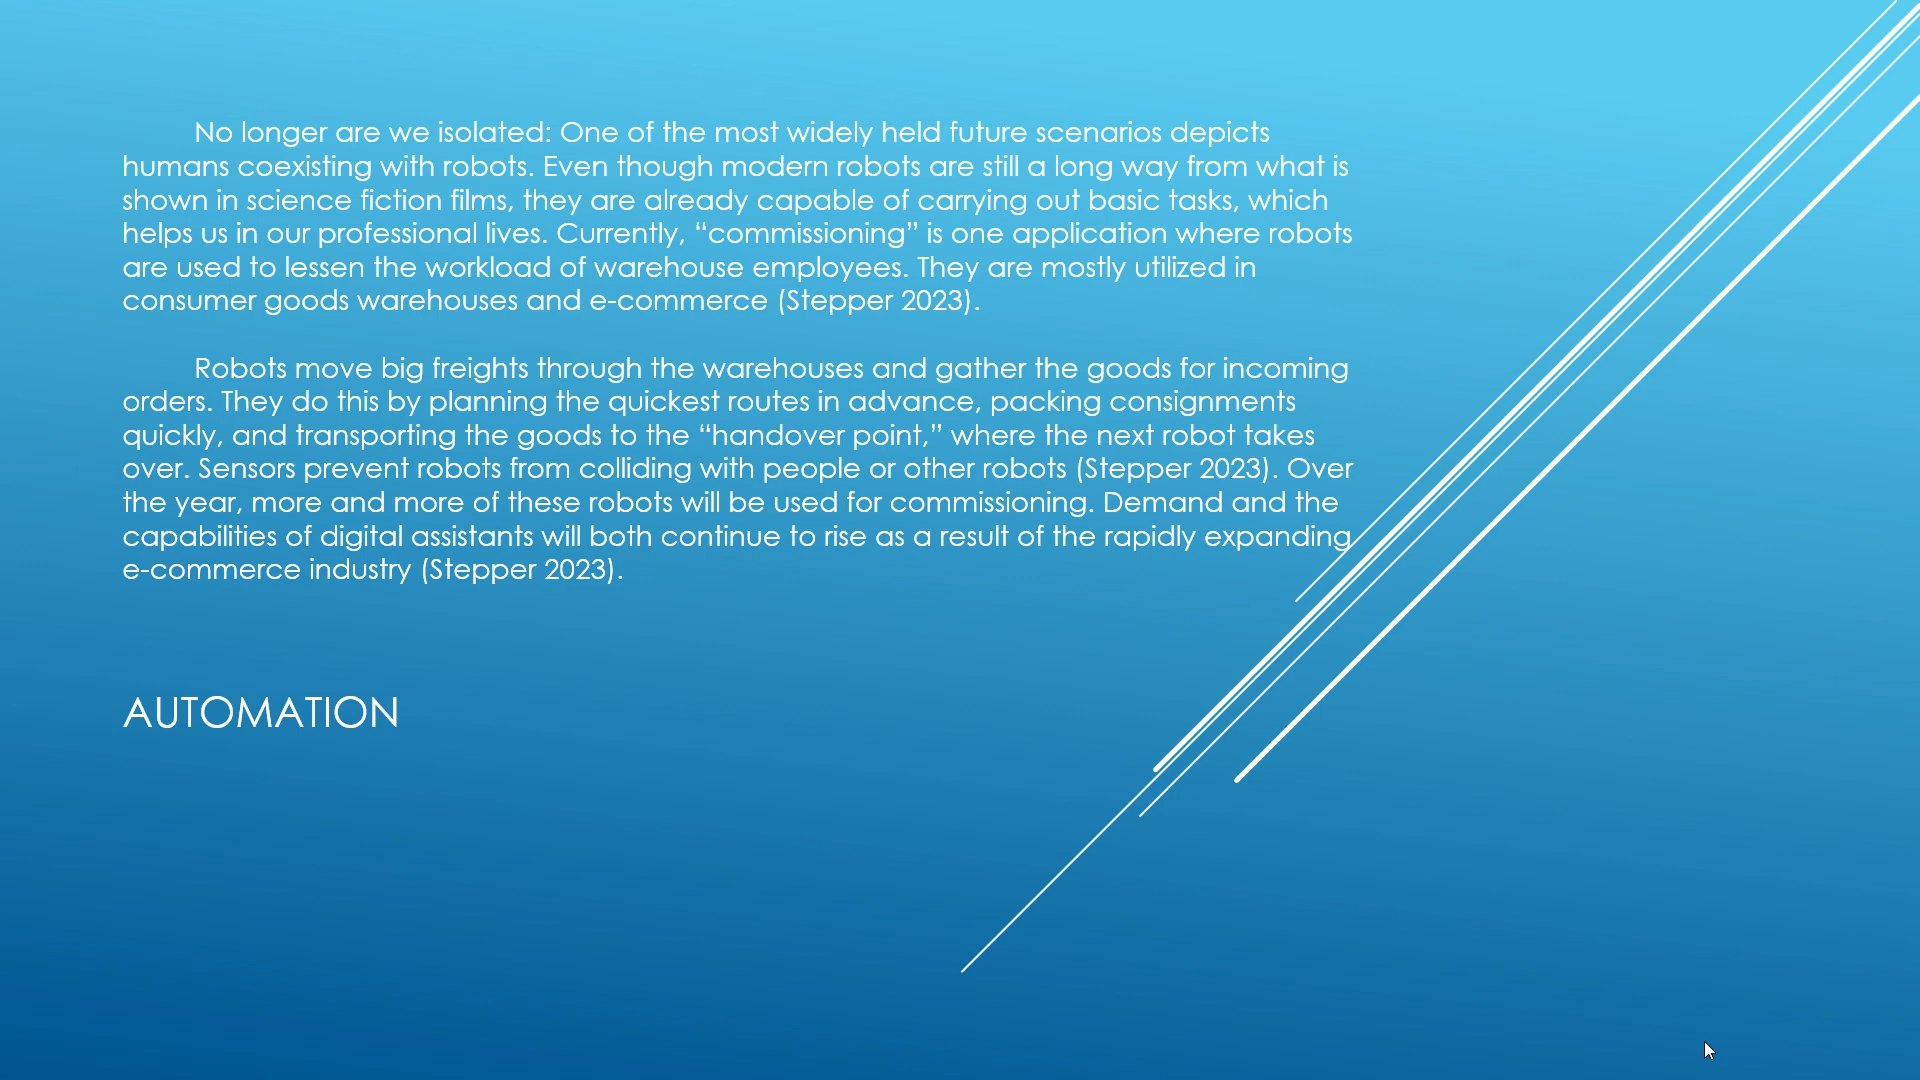 No longer are we isolated: One of the most widely held future scenarios depicts
humans coexisting with robots. Even though modern robots are still a long way from what is
shown in science fiction films, they are already capable of carrying out basic tasks, which
helps us in our professional lives. Currently, “commissioning” is one application where robots
are used to lessen the workload of warehouse employees. They are mostly utilized in
consumer goods warehouses and e-commerce (Stepper 2023).
Robots move big freights through the warehouses and gather the goods for incoming
orders. They do this by planning the quickest routes in advance, packing consignments
quickly, and transporting the goods to the “handover point,” where the next robot takes
over. Sensors prevent robots from colliding with people or other robots (Stepper 2023). Over
the year, more and more of these robots will be used for commissioning. Demand and the
capabilities of digital assistants will both continue to rise as a result of the rapidly expanding
e-commerce industry (Stepper 2023).
AUTOMATION